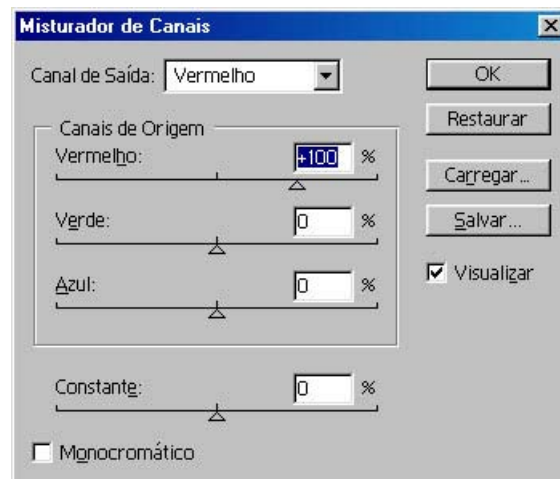 Misturador de Canais
Canal de Saída: Vermelho
OK
Restaurar
Carregar...
Salvar...
Visualizar
Canais de Origem
Vermelho: +100 %
Verde: 0 %
Azul: 0 %
Constante: 0 %
Monocromático